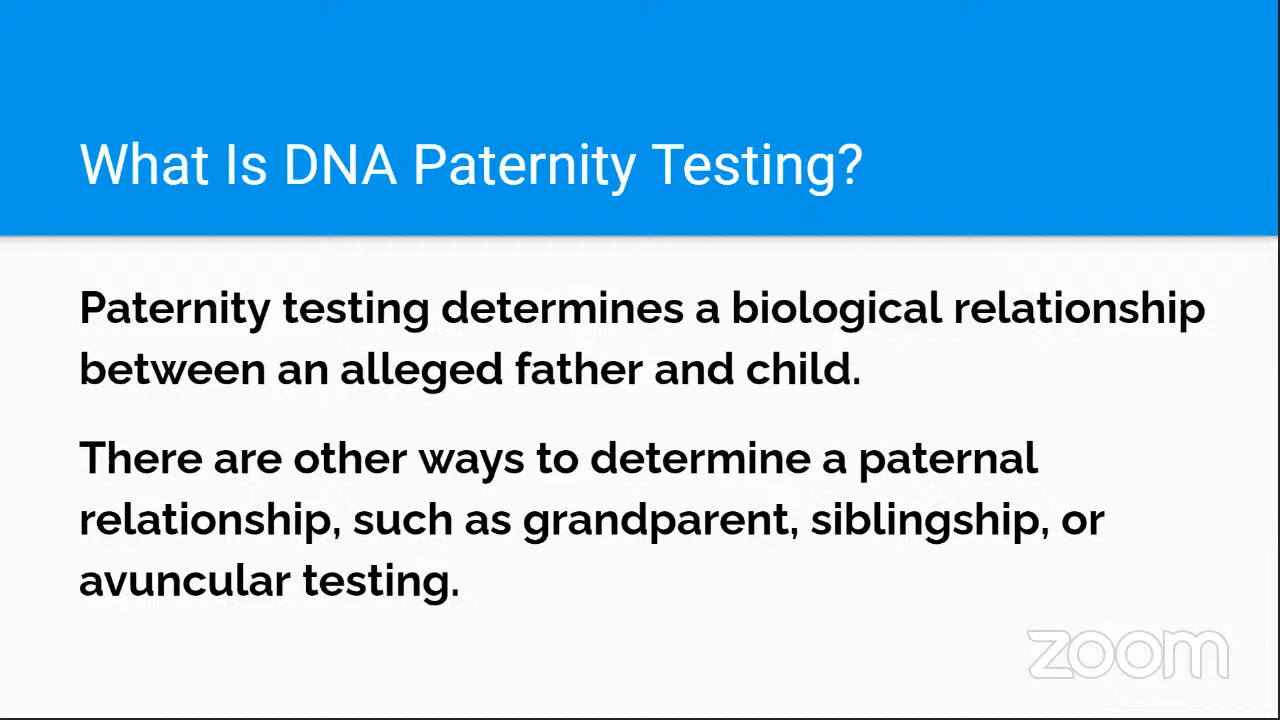 What Is DNA Paternity Testing?
Paternity testing determines a biological relationship
between an alleged father and child.
There are other ways to determine a paternal
relationship, such as grandparent, siblingship, or
avuncular testing.
zoom